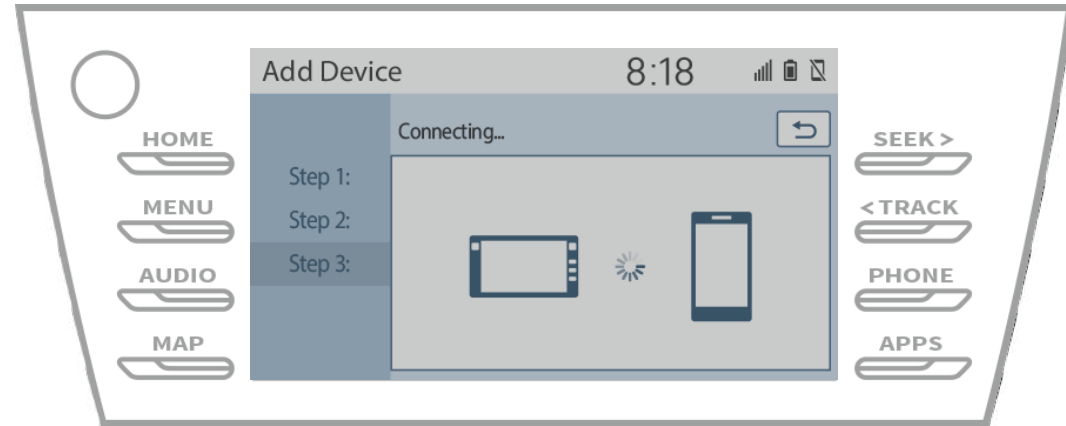 Add Device 8:18
Connecting...
HOME
SEEK >
Step 1:
MENU
< TRACK
Step 2:
Step 3:
AUDIO
PHONE
MAP
APPS